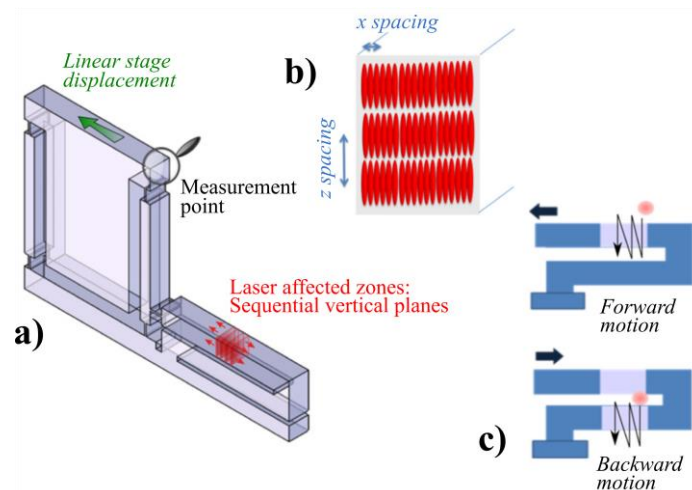 Linear stage
displacement
Measurement
point
Laser affected zones:
Sequential vertical planes
a)
b)
x spacing
z spacing
Forward
motion
c)
Backward
motion